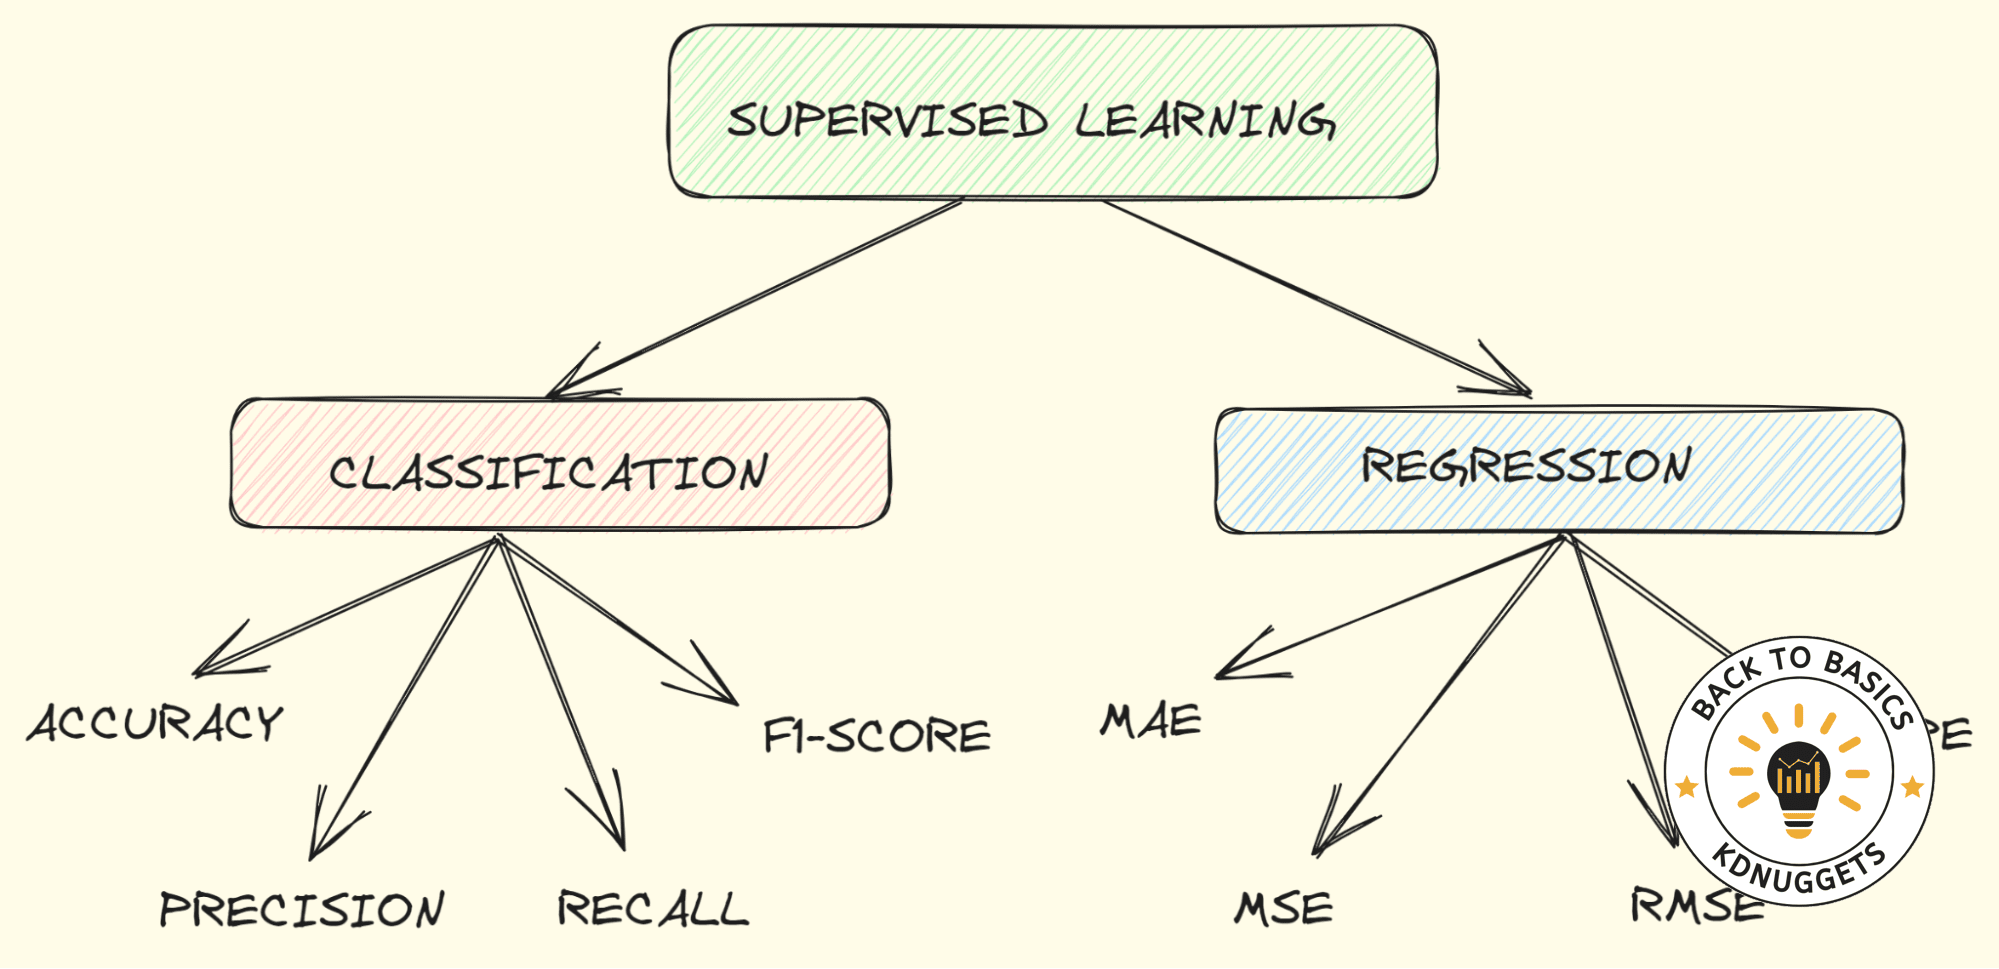 SUPERVISED LEARNING
CLASSIFICATION
REGRESSION
ACCURACY
PRECISION
RECALL
F1-SCORE
MAE
MSE
RMSE
BACK TO BASICS
KDNUGGETS